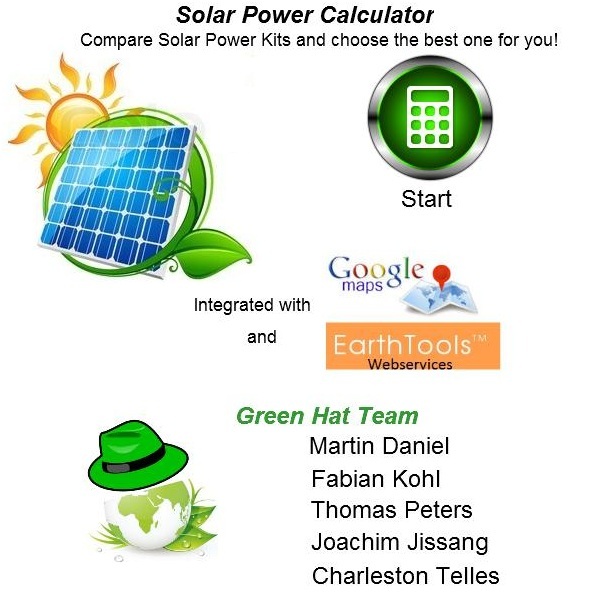 Solar Power Calculator
Compare Solar Power Kits and choose the best one for you!
Start
Integrated with
Google
maps
and
EarthTools™
Webservices
Green Hat Team
Martin Daniel
Fabian Kohl
Thomas Peters
Joachim Jissang
Charleston Telles